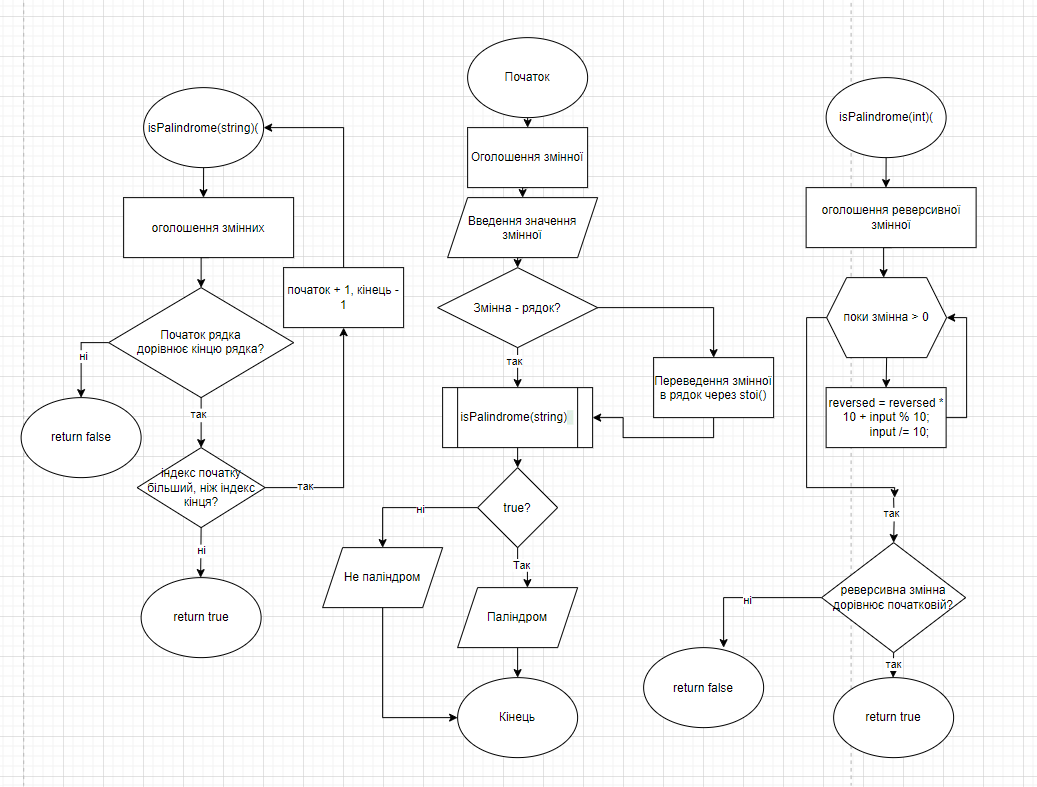 isPalindrome(string)(
оголошення змінних
початок + 1, кінець -
1
Початок рядка
дорівнює кінцю рядка?
ні
return false
так
індекс початку
більший, ніж індекс
кінця?
так
ні
return true
Початок
Оголошення змінної
Введення значення
змінної
Змінна - рядок?
так
Переведення змінної
в рядок через stoi()
isPalindrome(string)
true?
ні
Не паліндром
Так
Паліндром
Кінець
isPalindrome(int)(
оголошення реверсивної
змінної
поки змінна > 0
reversed = reversed *
10 + input % 10;
input /= 10;
так
реверсивна змінна
дорівнює початковій?
ні
return false
так
return true